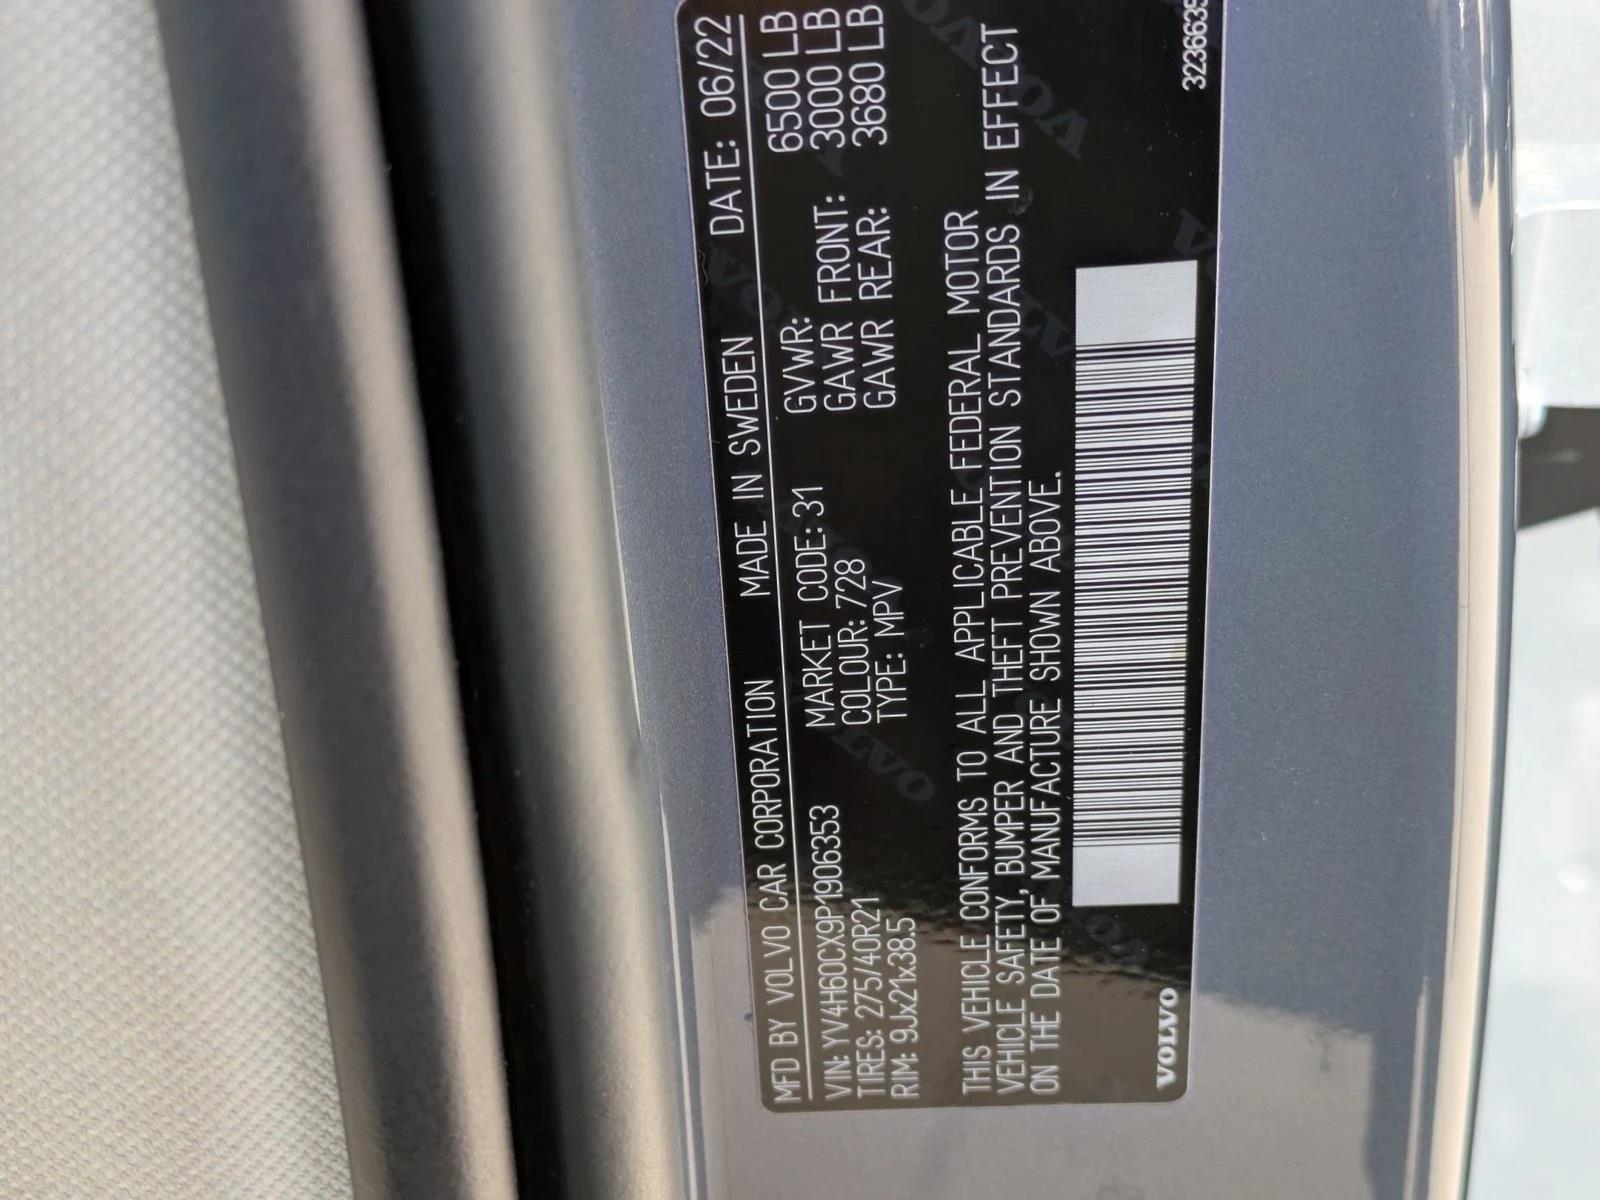 MFD BY VOLVO CAR CORPORATION MADE IN SWEDEN DATE: 06/22
VIN: YV4H60CX9P1906353 MARKET CODE: 31 GVWR: 6500 LB
TIRES: 275/40R21 COLOUR: 728 GAWR FRONT: 3000 LB
RIM: 9Jx21x38.5 TYPE: MPV GAWR REAR: 3680 LB
THIS VEHICLE CONFORMS TO ALL APPLICABLE FEDERAL MOTOR
VEHICLE SAFETY, BUMPER AND THEFT PREVENTION STANDARDS IN EFFECT
ON THE DATE OF MANUFACTURE SHOWN ABOVE.
VOLVO